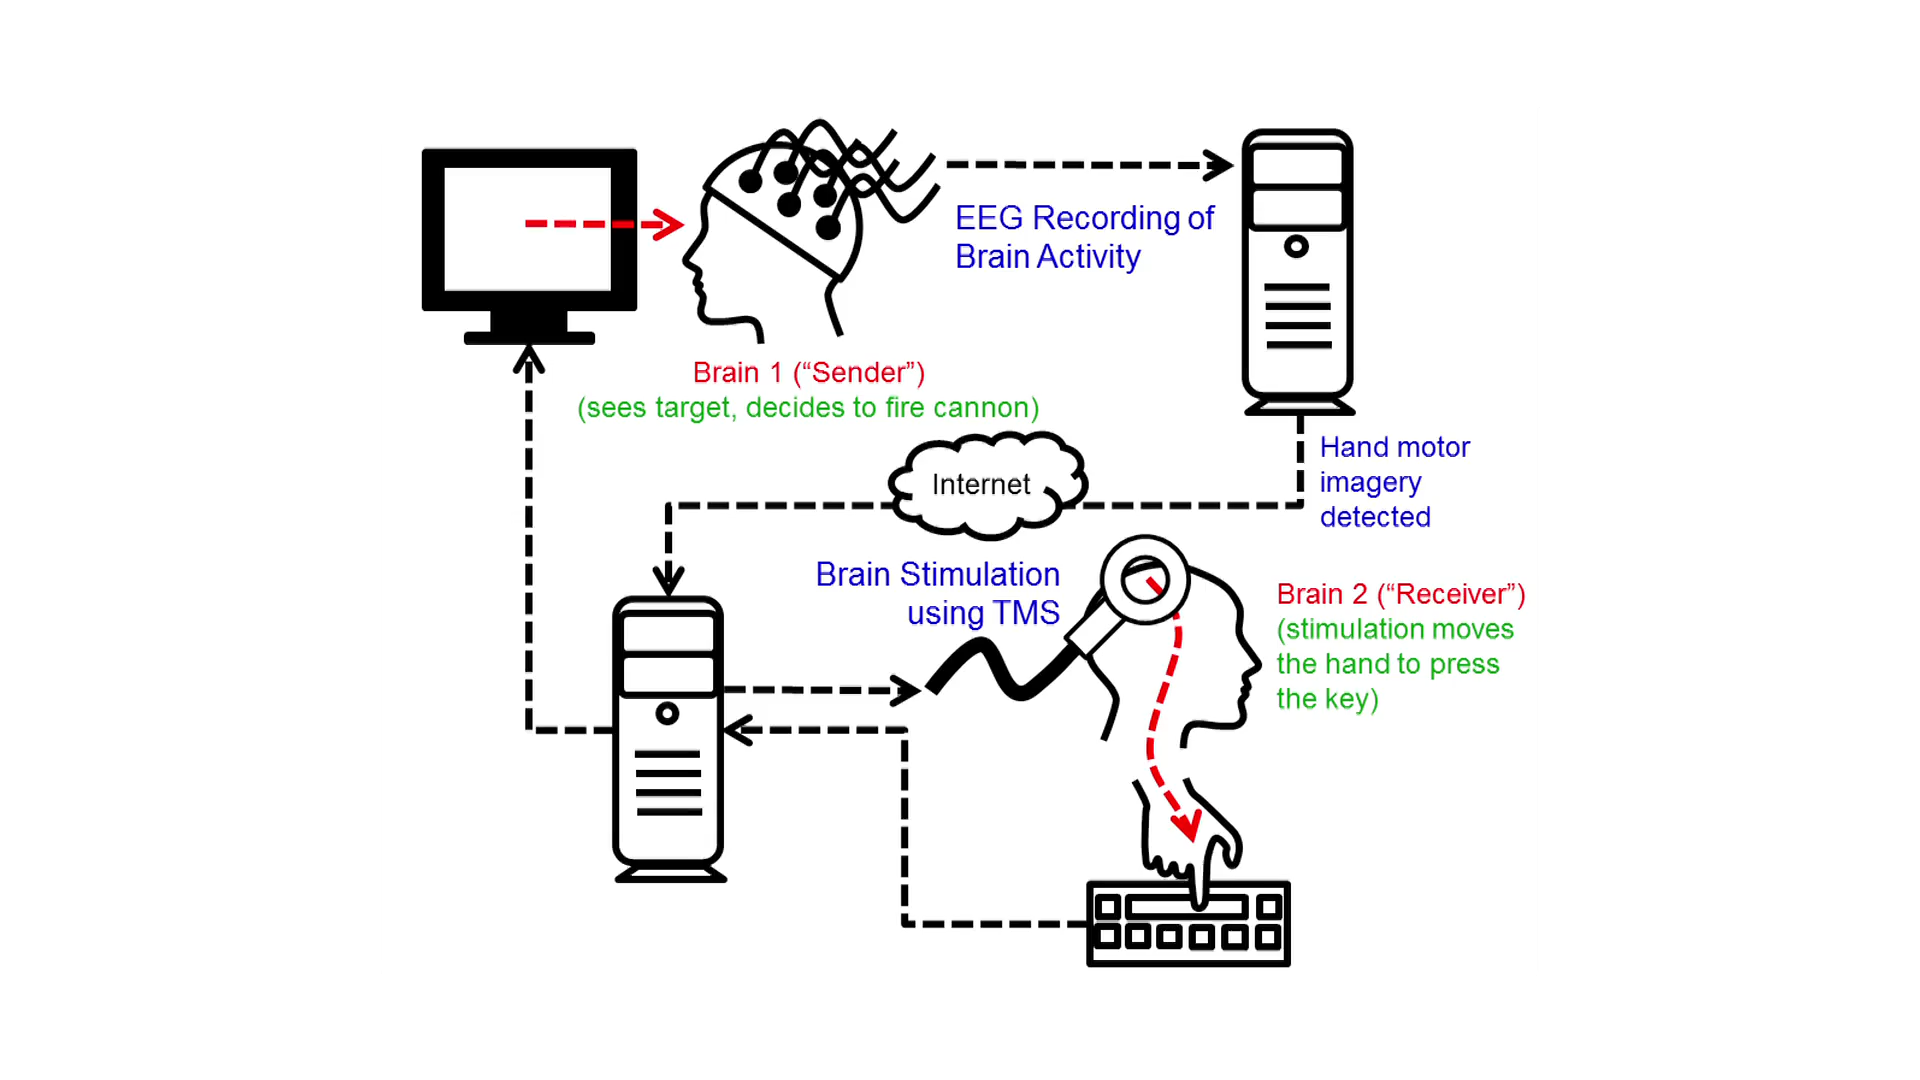 EEG Recording of
Brain Activity
Brain 1 (“Sender”)
(sees target, decides to fire cannon)
Hand motor
imagery
detected
Internet
Brain Stimulation
using TMS
Brain 2 (“Receiver”)
(stimulation moves
the hand to press
the key)